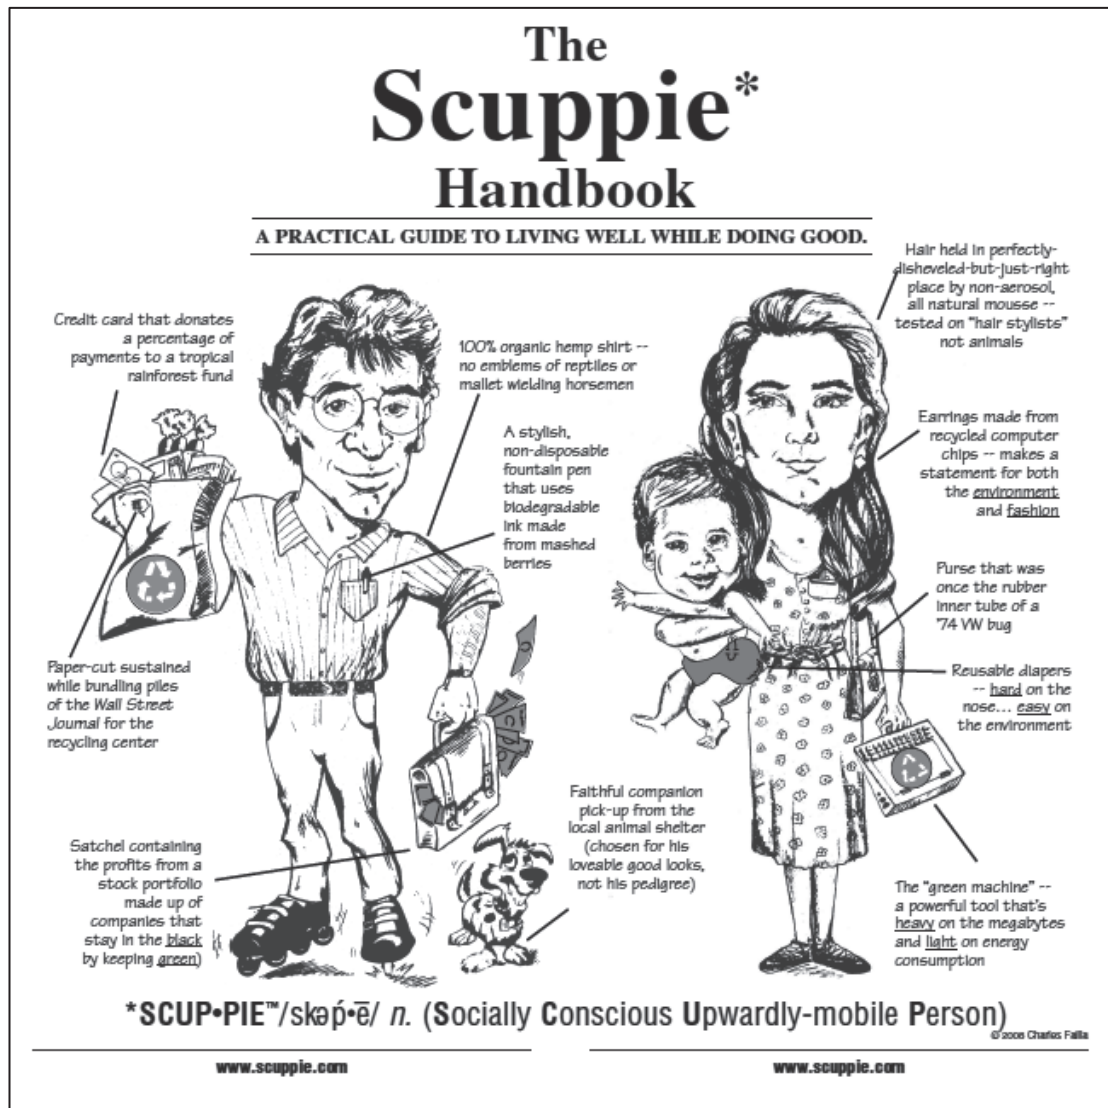 The
Scuppie*
Handbook
A PRACTICAL GUIDE TO LIVING WELL WHILE DOING GOOD.
Credit card that donates
a percentage of
payments to a tropical
rainforest fund
100% organic hemp shirt --
no emblems of reptiles or
mallet wielding horsemen
A stylish,
non-disposable
fountain pen
that uses
biodegradable
ink made
from mashed
berries
Paper-cut sustained
while bundling piles
of the Wall Street
Journal for the
recycling center
Satchel containing
the profits from a
stock portfolio
made up of
companies that
stay in the black
by keeping green)
Faithful companion
pick-up from the
local animal shelter
(chosen for his
loveable good looks,
not his pedigree)
Hair held in perfectly-
disheveled-but-just-right
place by non-aerosol,
all natural mousse --
tested on "hair stylists"
not animals
Earrings made from
recycled computer
chips -- makes a
statement for both
the environment
and fashion
Purse that was
once the rubber
inner tube of a
'74 VW bug
Reusable diapers
-- hard on the
nose... easy on
the environment
The "green machine" --
a powerful tool that's
heavy on the megabytes
and light on energy
consumption
*SCUP•PIE™/skəṕ•ē/ n. (Socially Conscious Upwardly-mobile Person)
© 2006 Charles Failla
www.scuppie.com
www.scuppie.com